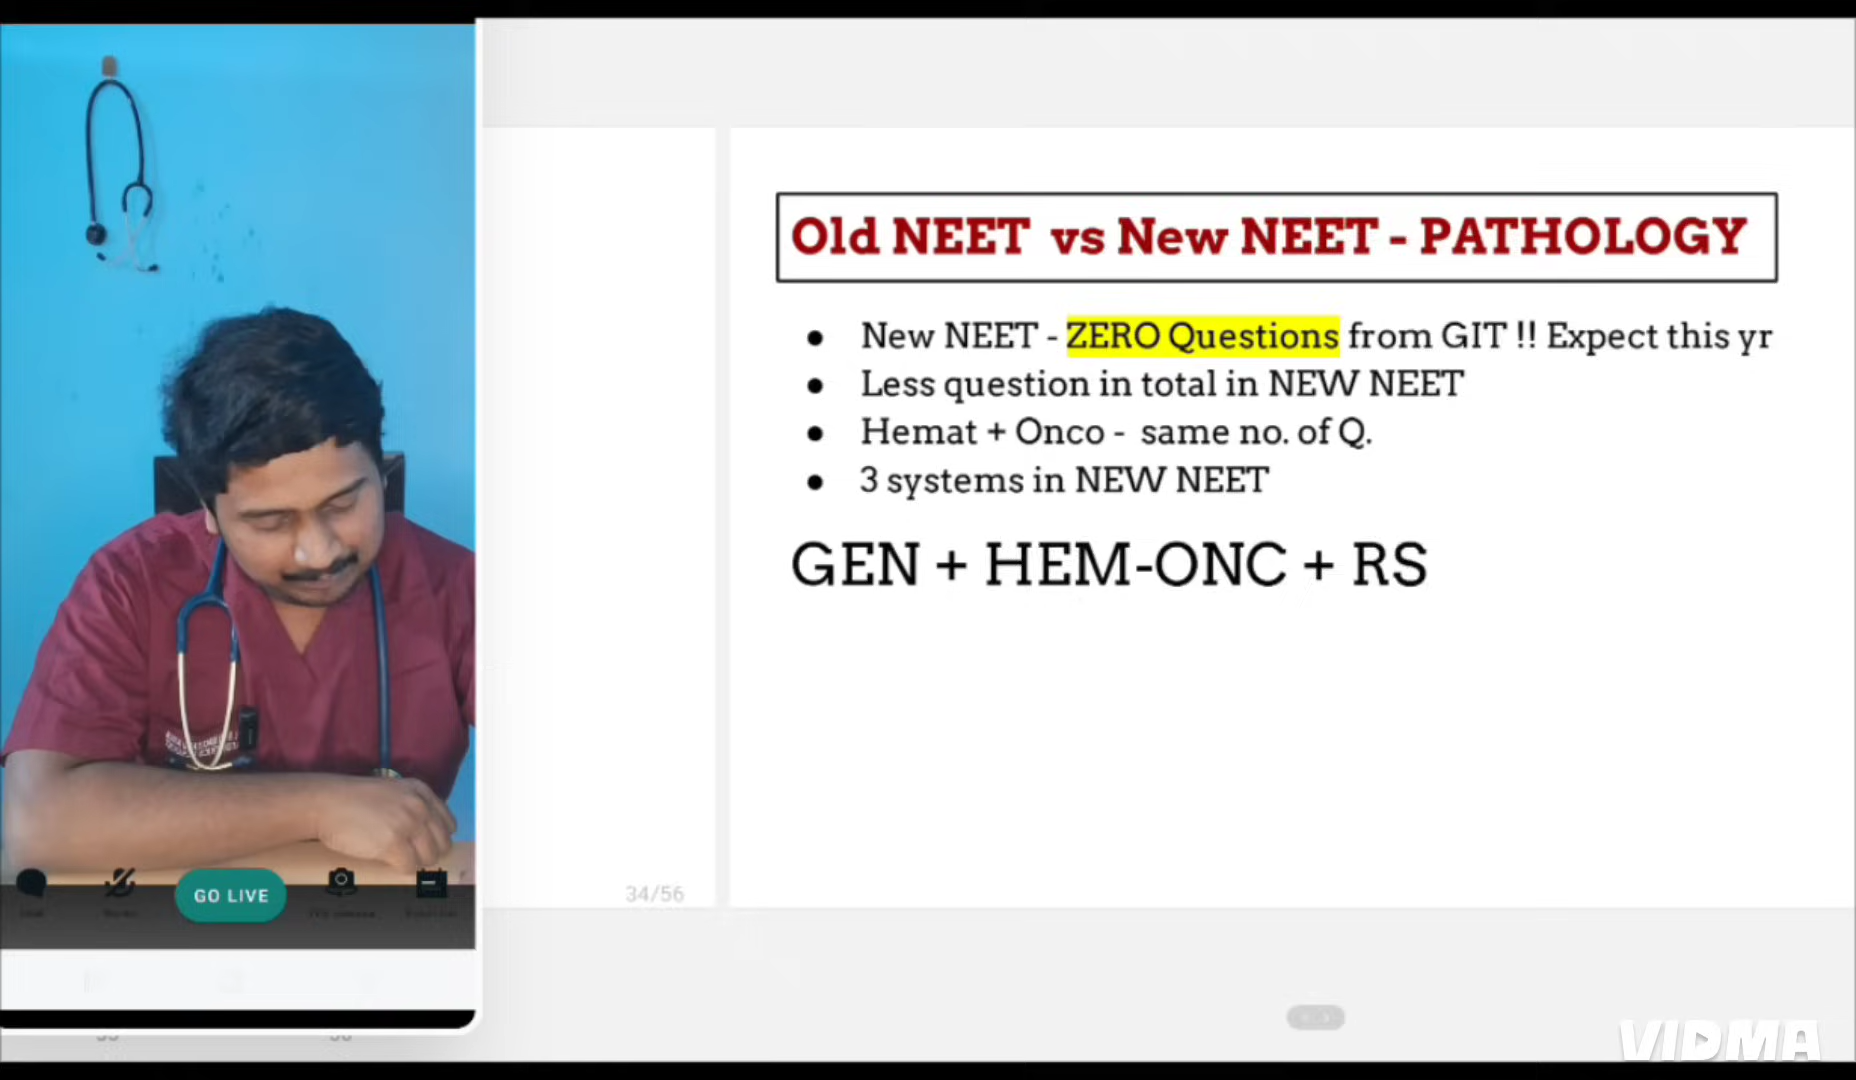 Old NEET vs New NEET - PATHOLOGY
● New NEET - ZERO Questions from GIT !! Expect this yr
● Less question in total in NEW NEET
● Hemat + Onco - same no. of Q.
● 3 systems in NEW NEET
GEN + HEM-ONC + RS
GO LIVE
34/56
VIDMA